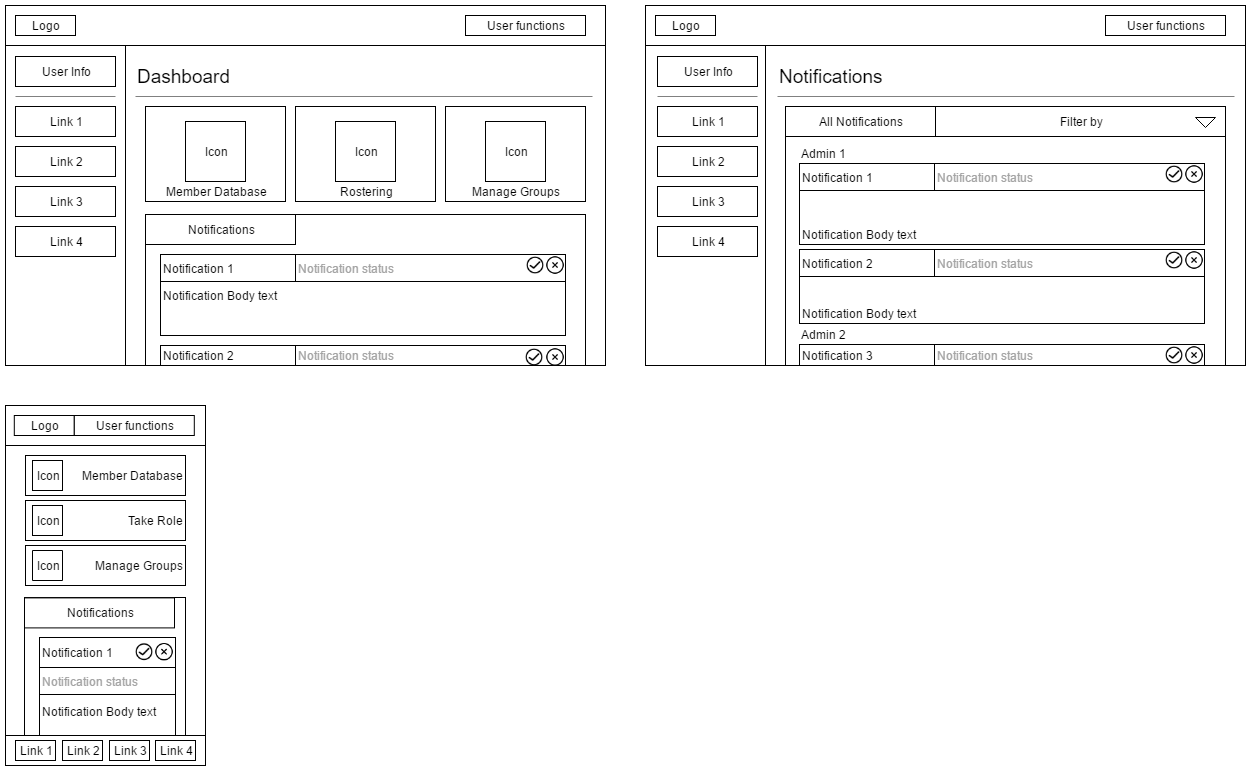 Logo
User functions
User Info
Link 1
Link 2
Link 3
Link 4
Dashboard
Icon
Member Database
Icon
Rostering
Icon
Manage Groups
Notifications
Notification 1
Notification status
Notification Body text
Notification 2
Notification status
Logo
User functions
User Info
Link 1
Link 2
Link 3
Link 4
Notifications
All Notifications
Filter by
Admin 1
Notification 1
Notification status
Notification Body text
Notification 2
Notification status
Notification Body text
Admin 2
Notification 3
Notification status
Logo
User functions
Icon
Member Database
Icon
Take Role
Icon
Manage Groups
Notifications
Notification 1
Notification status
Notification Body text
Link 1
Link 2
Link 3
Link 4